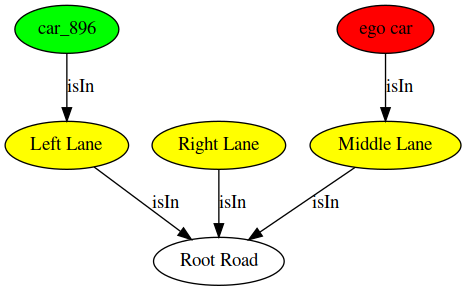 car_896
ego car
isIn
isIn
Left Lane
Right Lane
Middle Lane
isIn
isIn
isIn
Root Road